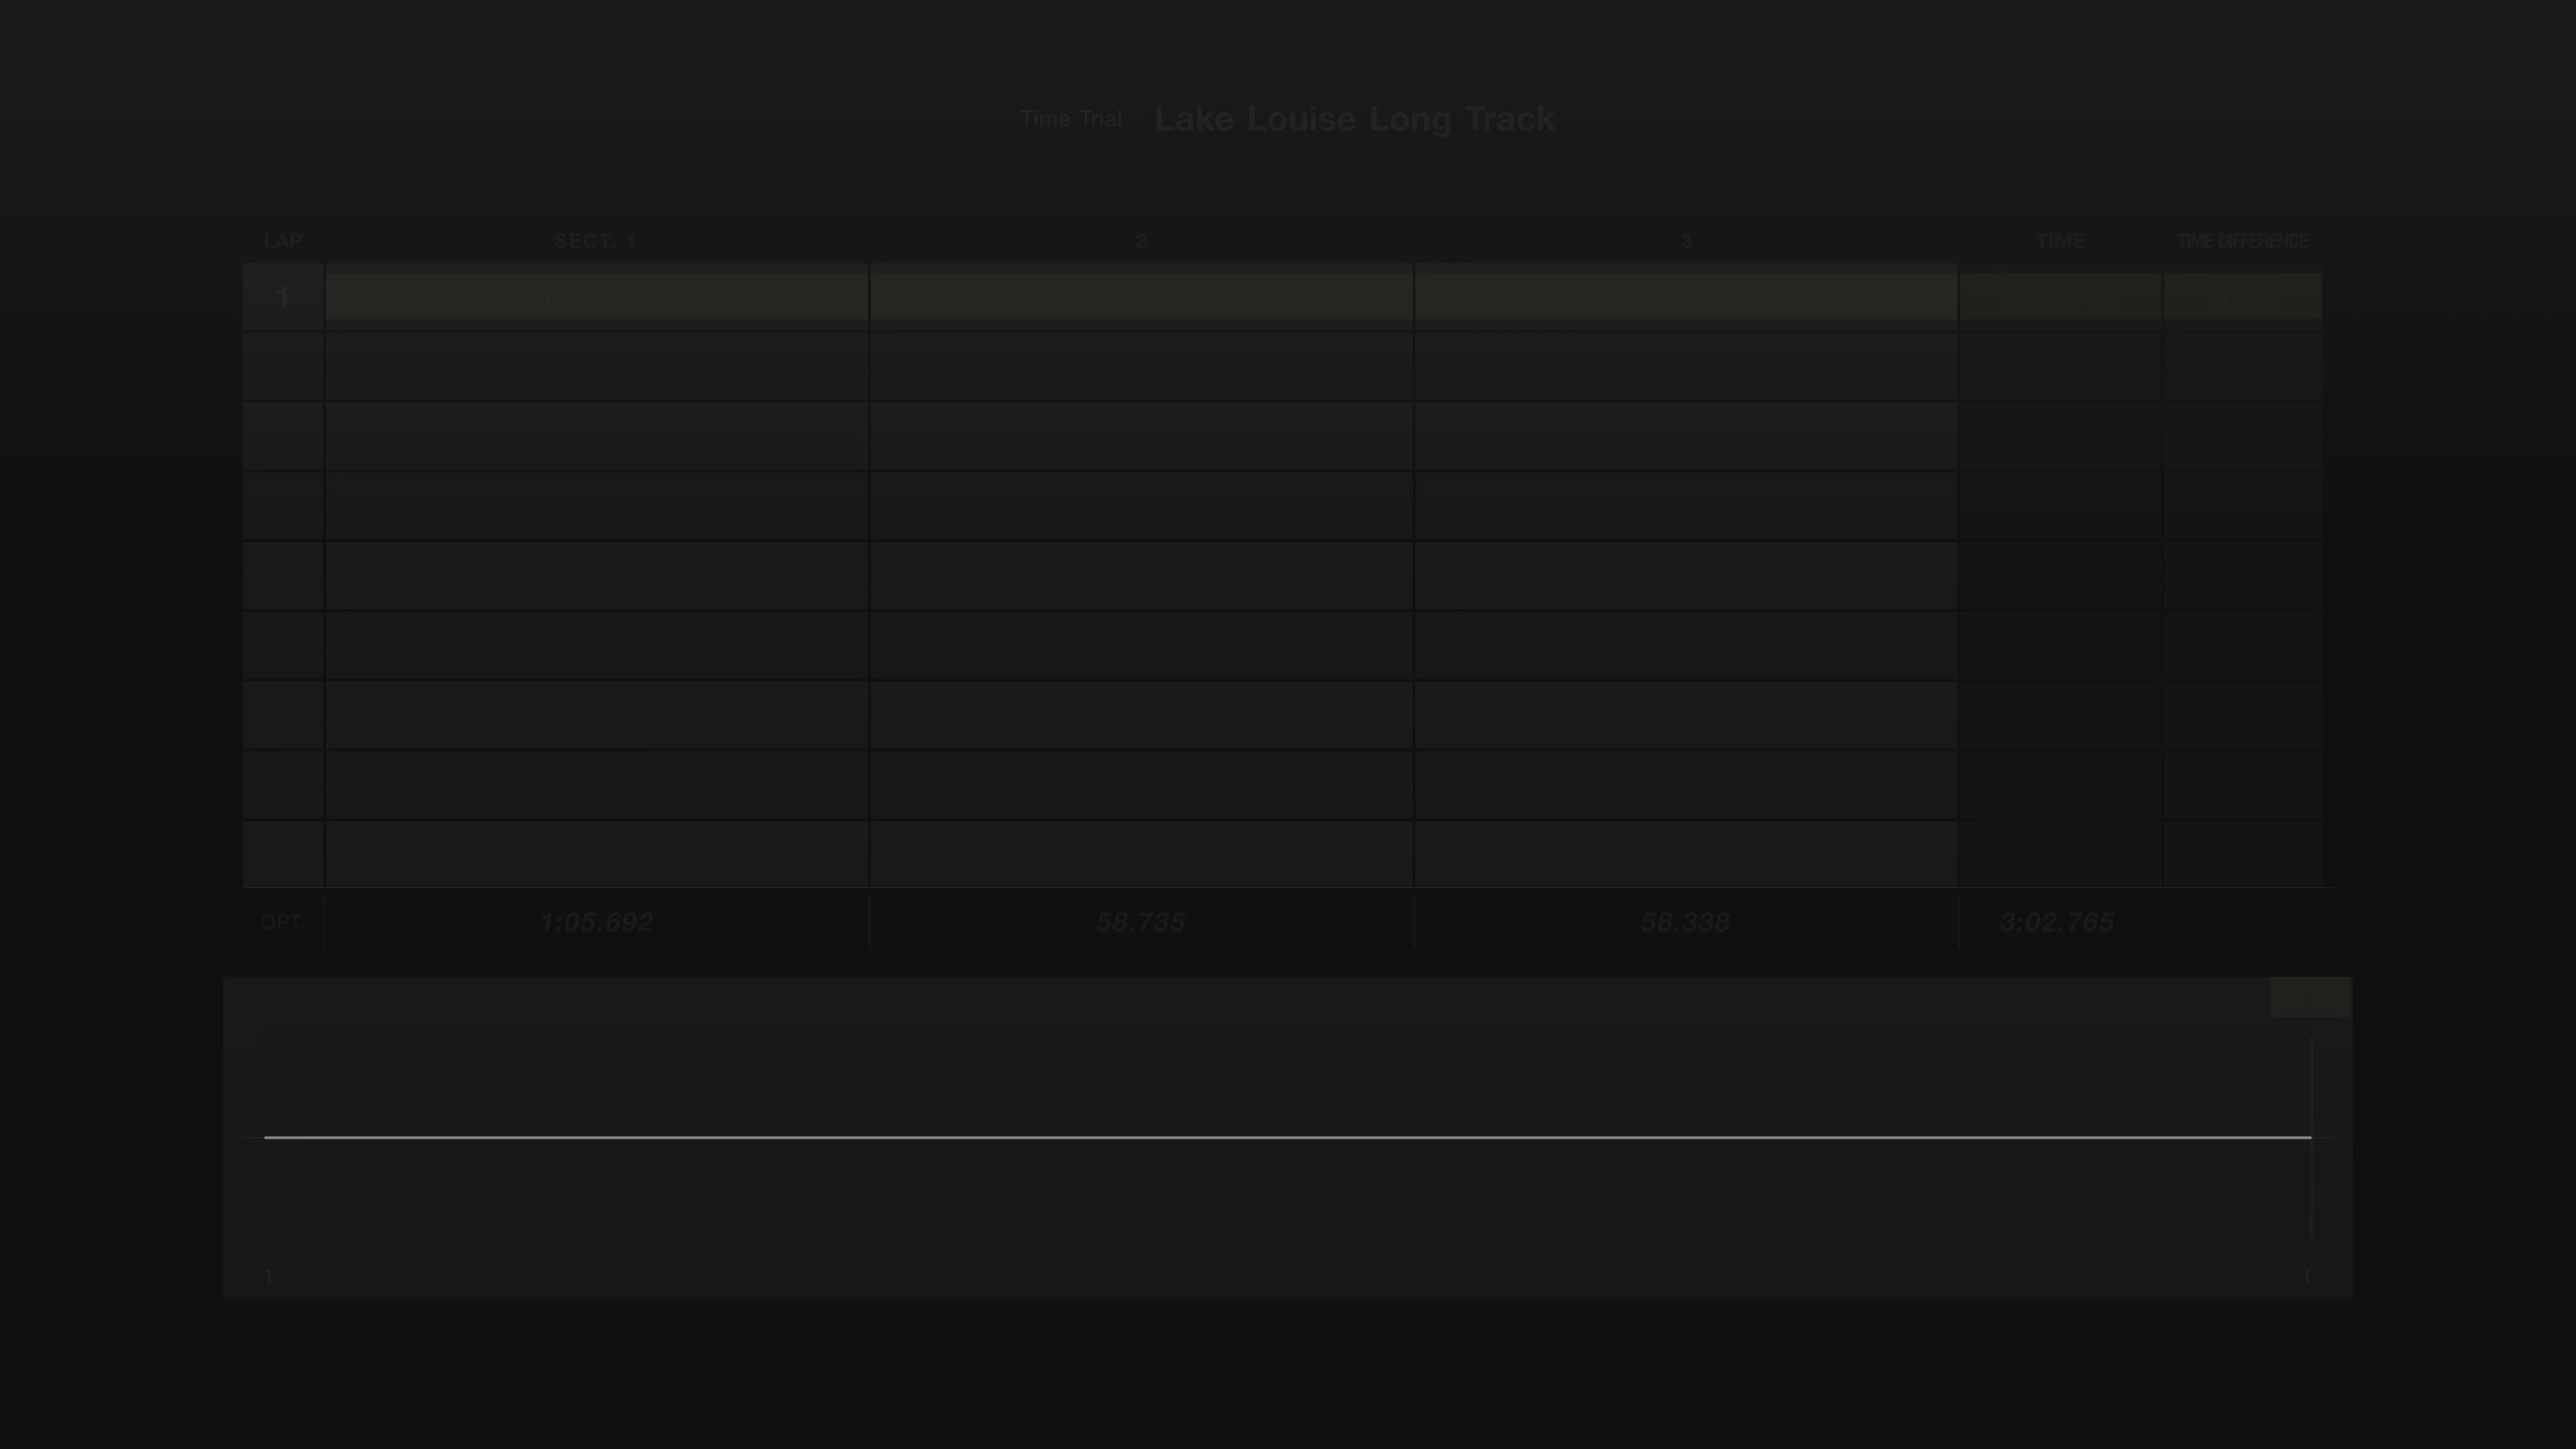 Time Trial Lake Louise Long Track
LAP SECT. 1 2 3 TIME TIME DIFFERENCE
1
OPT. 1:05.692 58.735 58.338 3:02.765
1 1